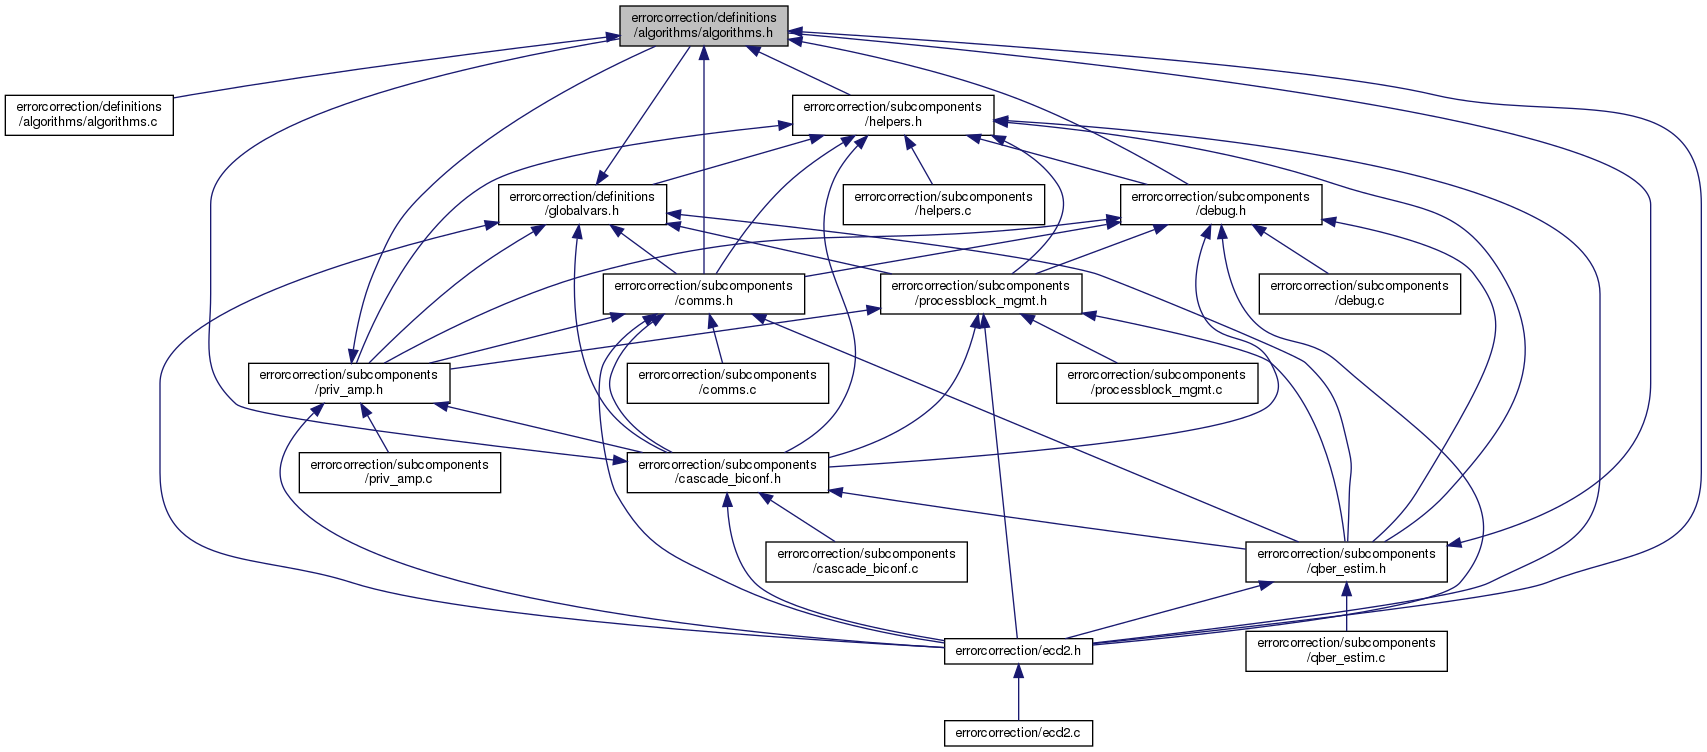 errorcorrection/definitions
/algorithms/algorithms.h
errorcorrection/definitions
/algorithms/algorithms.c
errorcorrection/subcomponents
/helpers.h
errorcorrection/definitions
/globalvars.h
errorcorrection/subcomponents
/helpers.c
errorcorrection/subcomponents
/debug.h
errorcorrection/subcomponents
/comms.h
errorcorrection/subcomponents
/processblock_mgmt.h
errorcorrection/subcomponents
/debug.c
errorcorrection/subcomponents
/priv_amp.h
errorcorrection/subcomponents
/comms.c
errorcorrection/subcomponents
/processblock_mgmt.c
errorcorrection/subcomponents
/priv_amp.c
errorcorrection/subcomponents
/cascade_biconf.h
errorcorrection/subcomponents
/cascade_biconf.c
errorcorrection/subcomponents
/qber_estim.h
errorcorrection/ecd2.h
errorcorrection/subcomponents
/qber_estim.c
errorcorrection/ecd2.c